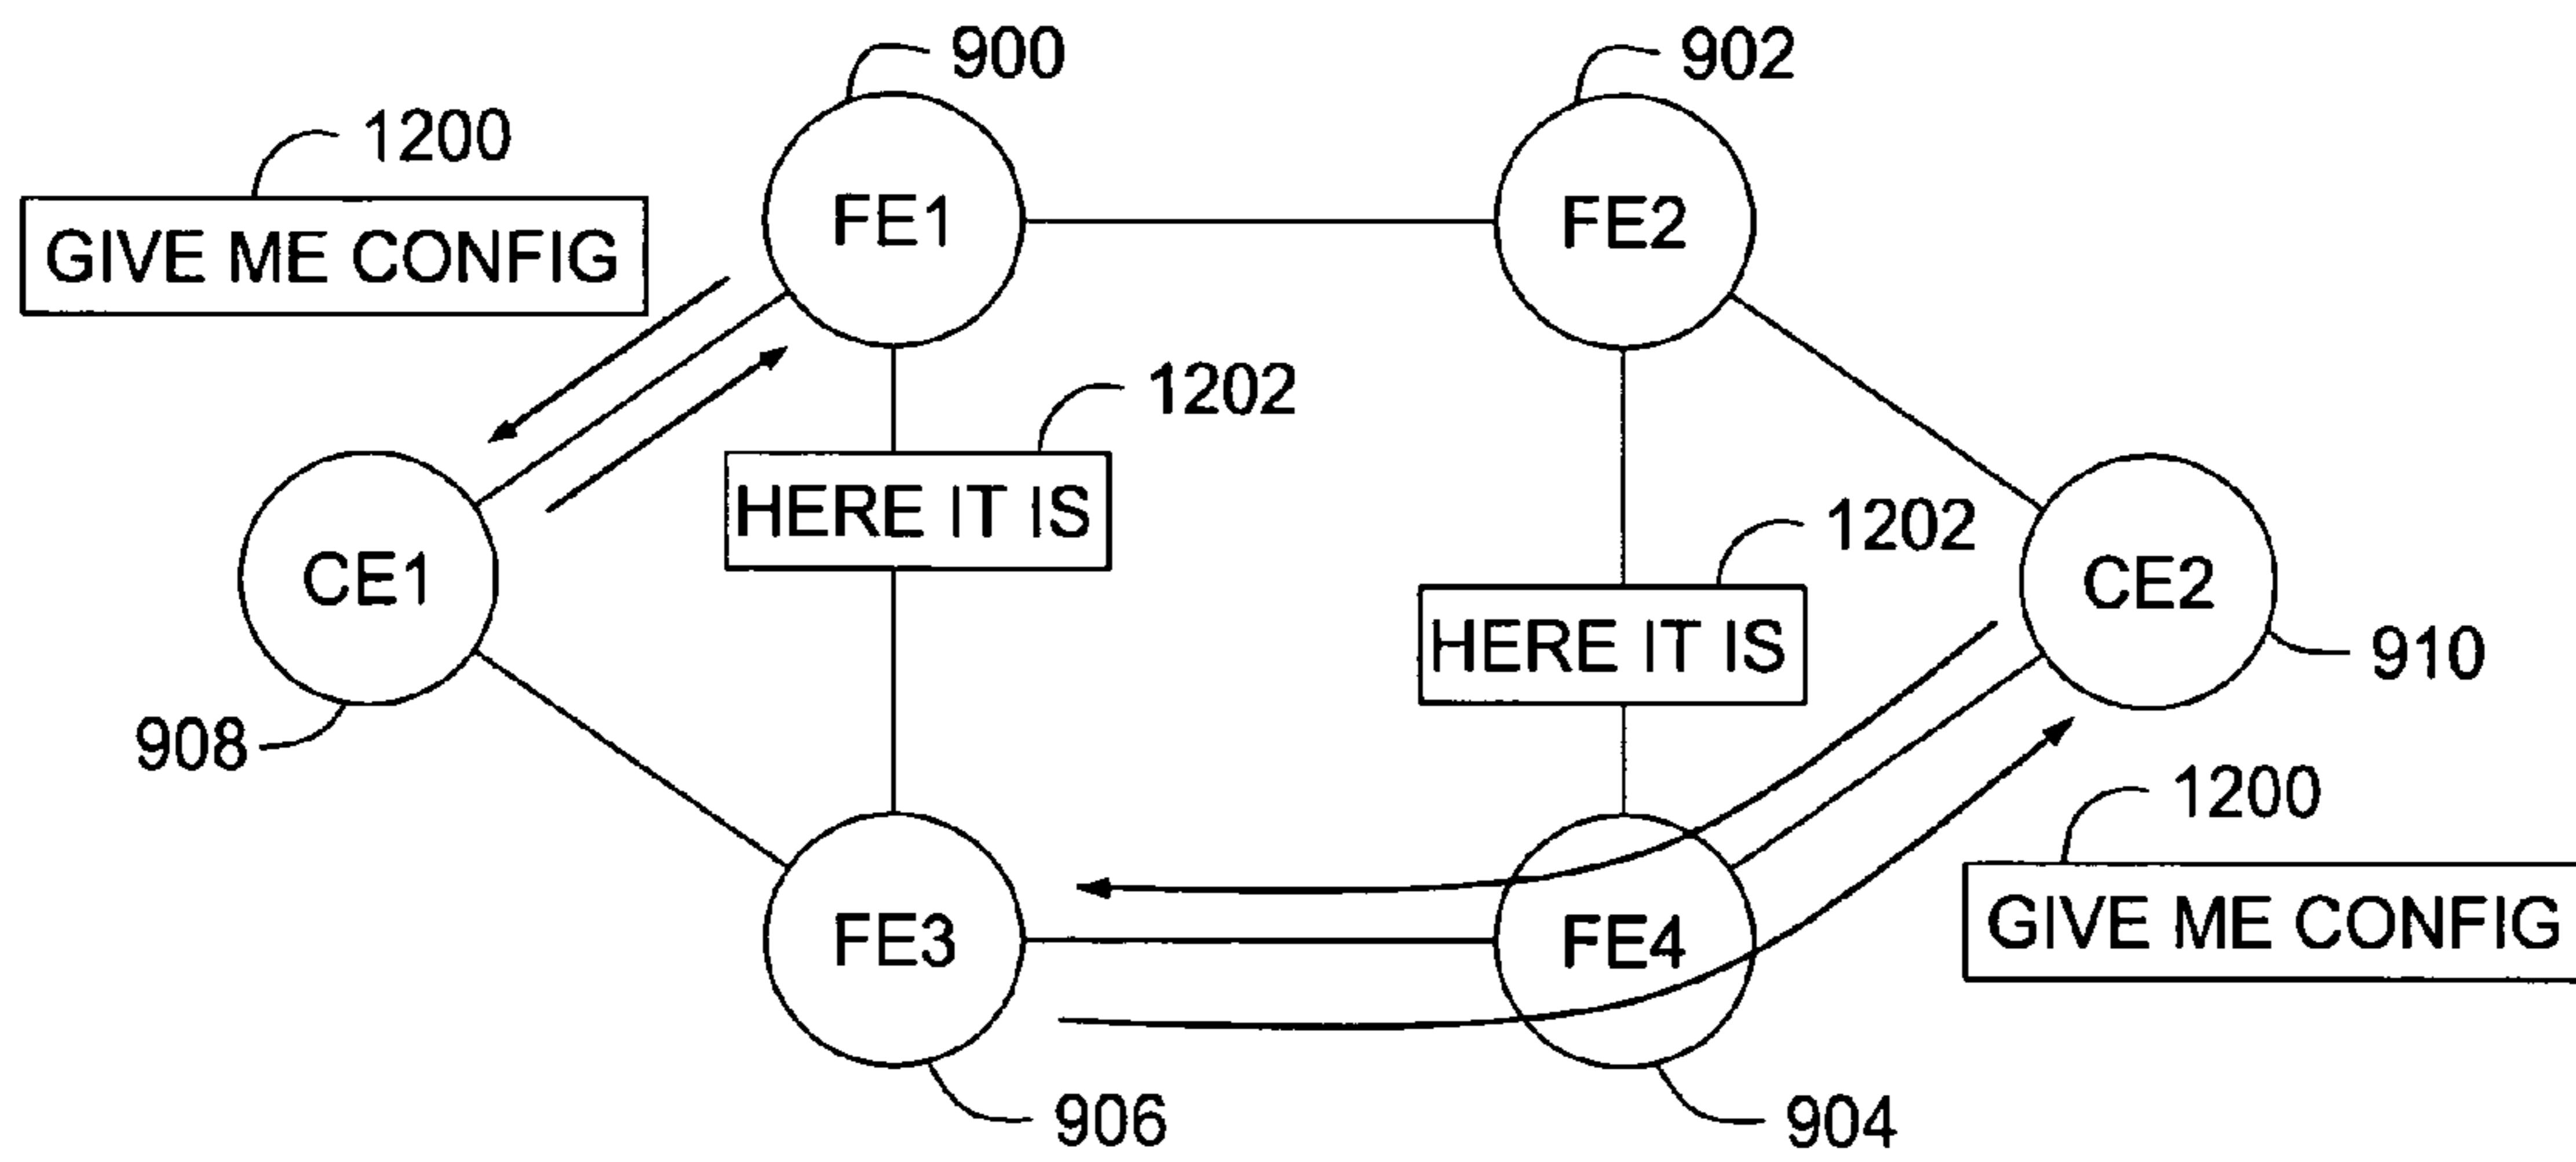 900
902
1200
GIVE ME CONFIG
FE1
FE2
1202
HERE IT IS
1202
HERE IT IS
CE1
CE2
908
910
1200
GIVE ME CONFIG
FE3
FE4
906
904